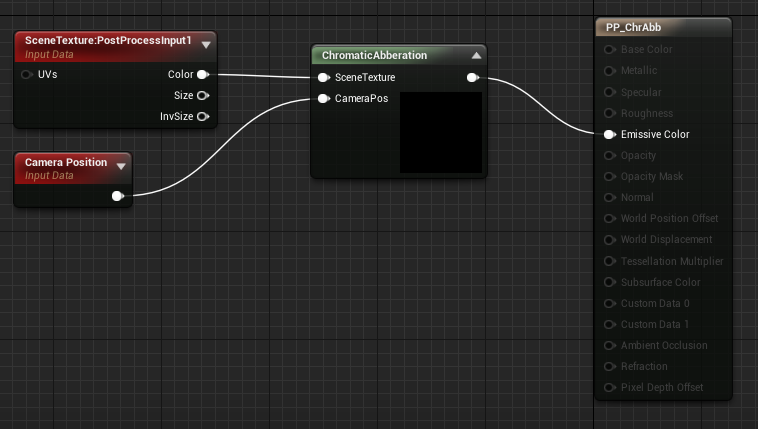 SceneTexture:PostProcessInput1
Input Data
UVs
Color
Size
InvSize
Camera Position
Input Data
ChromaticAbberation
SceneTexture
CameraPos
PP_ChrAbb
Base Color
Metallic
Specular
Roughness
Emissive Color
Opacity
Opacity Mask
Normal
World Position Offset
World Displacement
Tessellation Multiplier
Subsurface Color
Custom Data 0
Custom Data 1
Ambient Occlusion
Refraction
Pixel Depth Offset